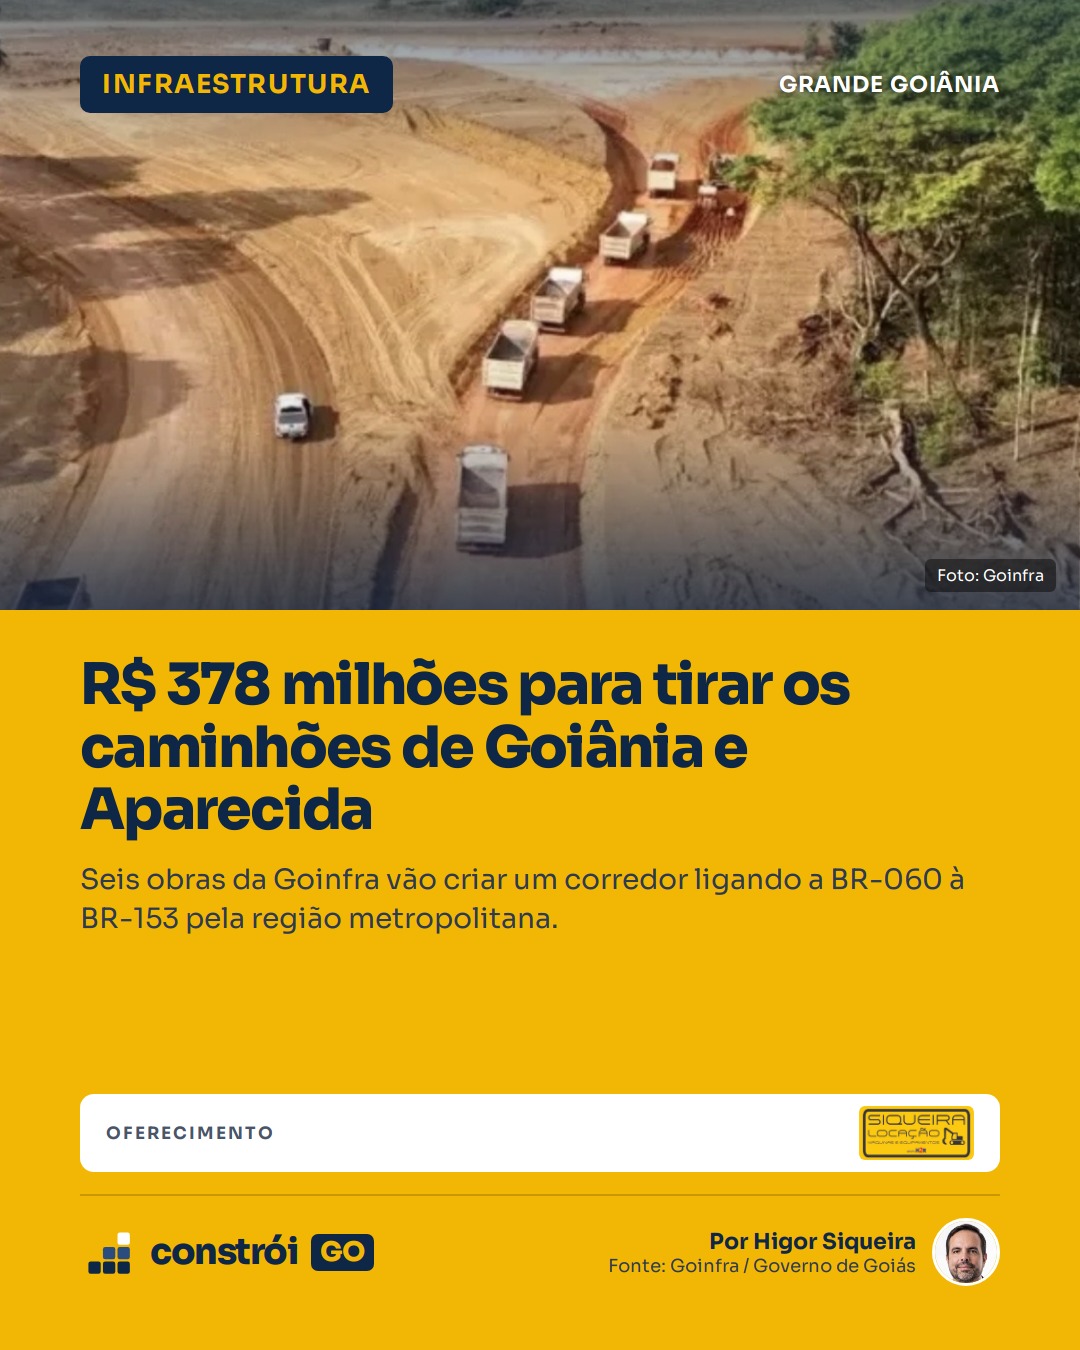 INFRAESTRUTURA
GRANDE GOIÂNIA
Foto: Goinfra
R$ 378 milhões para tirar os
caminhões de Goiânia e
Aparecida
Seis obras da Goinfra vão criar um corredor ligando a BR-060 à
BR-153 pela região metropolitana.
OFERECIMENTO
SIQUEIRA
LOCAÇÃO
MÁQUINAS E EQUIPAMENTOS
constrói GO
Por Higor Siqueira
Fonte: Goinfra / Governo de Goiás